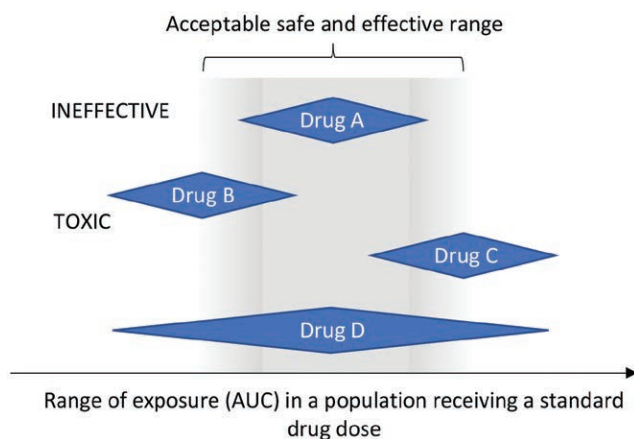 Acceptable safe and effective range
INEFFECTIVE
Drug A
Drug B
TOXIC
Drug C
Drug D
Range of exposure (AUC) in a population receiving a standard
drug dose